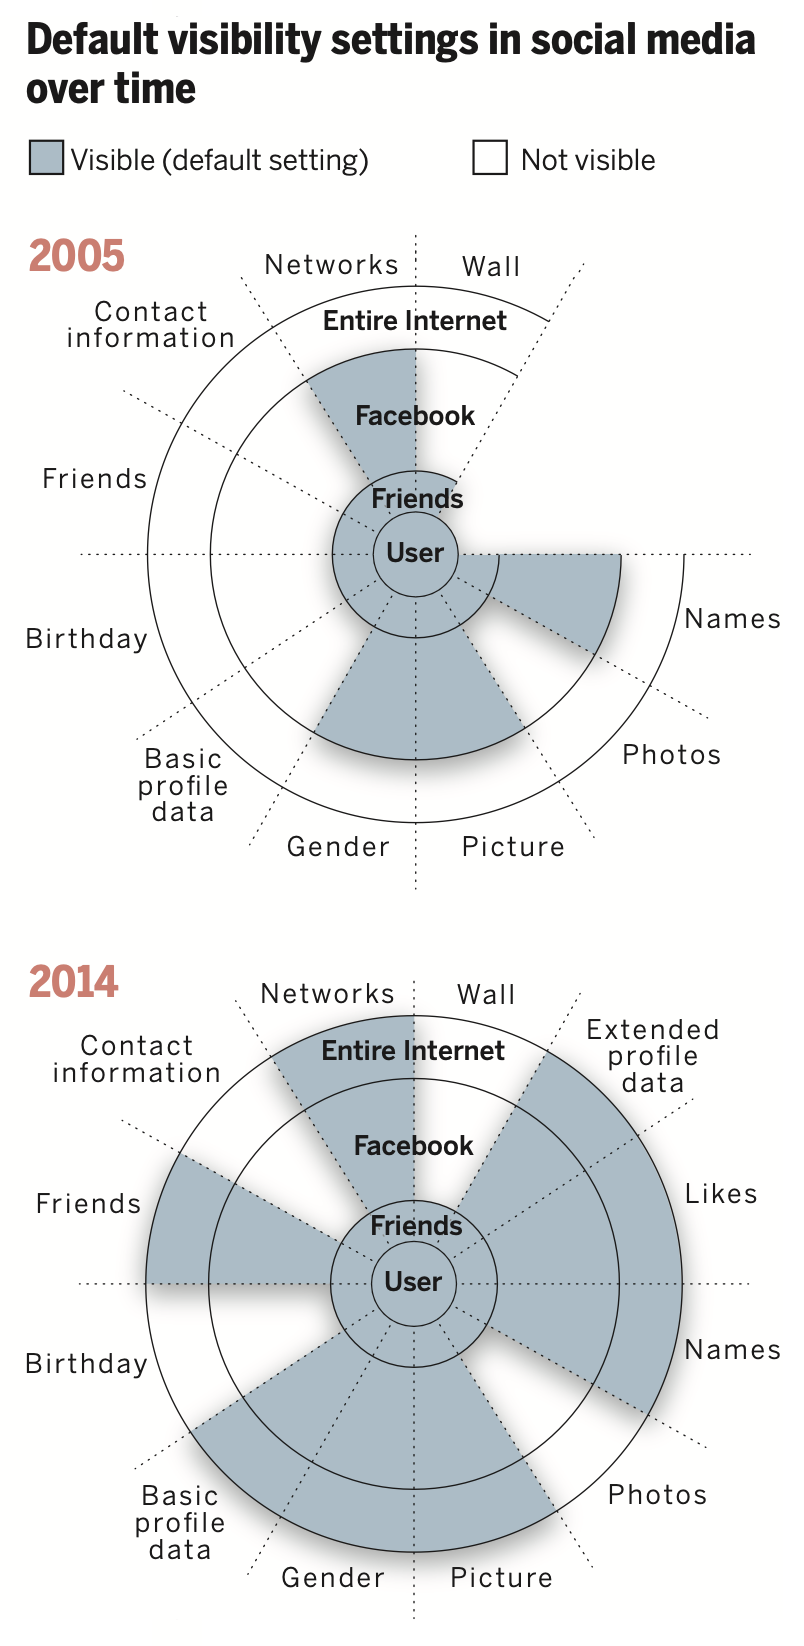 Default visibility settings in social media
over time
Visible (default setting)
Not visible
2005
Networks
Wall
Contact
information
Entire Internet
Facebook
Friends
Friends
User
Birthday
Names
Basic
profile
data
Photos
Gender
Picture
2014
Networks
Wall
Contact
information
Extended
profile
data
Entire Internet
Facebook
Likes
Friends
Friends
User
Birthday
Names
Basic
profile
data
Photos
Gender
Picture